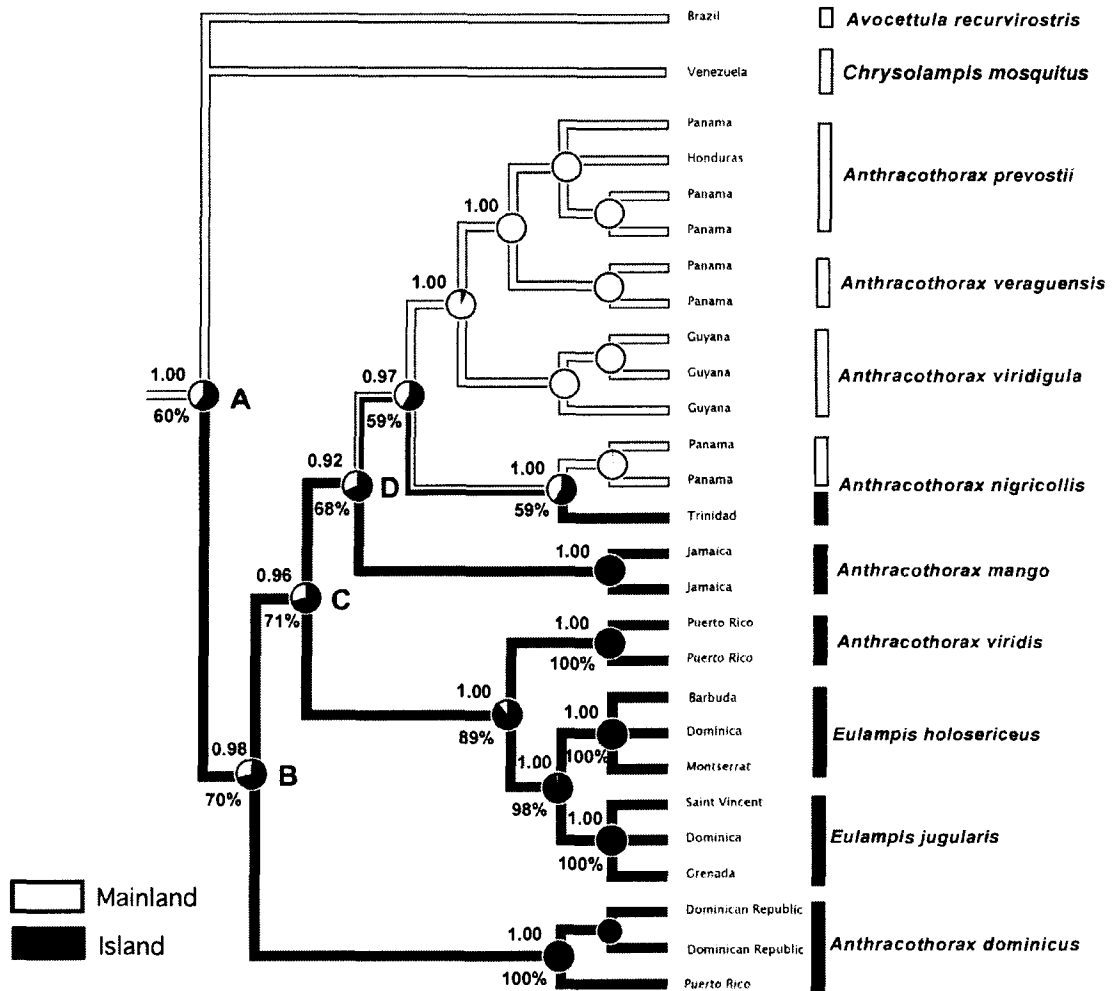 Brazil
Avocettula recurvirostris
Venezuela
Chrysolampis mosquitus
Panama
Honduras
Panama
Panama
Anthracothorax prevostii
1.00
Panama
Panama
Anthracothorax veraguensis
1.00
Guyana
Guyana
Guyana
Anthracothorax viridigula
1.00
60%
A
0.97
59%
Panama
Panama
Trinidad
Anthracothorax nigricollis
1.00
59%
0.92
68%
D
Jamaica
Jamaica
Anthracothorax mango
1.00
0.96
71%
C
Puerto Rico
Puerto Rico
Anthracothorax viridis
1.00
100%
1.00
89%
Barbuda
Dominica
Montserrat
Eulampis holosericeus
1.00
100%
1.00
98%
0.98
70%
B
Saint Vincent
Dominica
Grenada
Eulampis jugularis
1.00
100%
Mainland
Island
Dominican Republic
Dominican Republic
Puerto Rico
Anthracothorax dominicus
1.00
100%